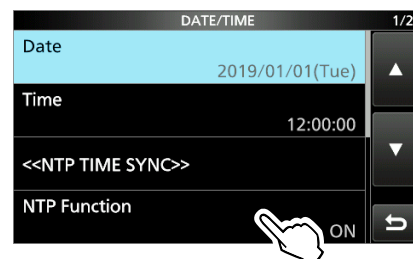 DATE/TIME 1/2
Date
2019/01/01(Tue)
Time
12:00:00
<<NTP TIME SYNC>>
NTP Function
ON